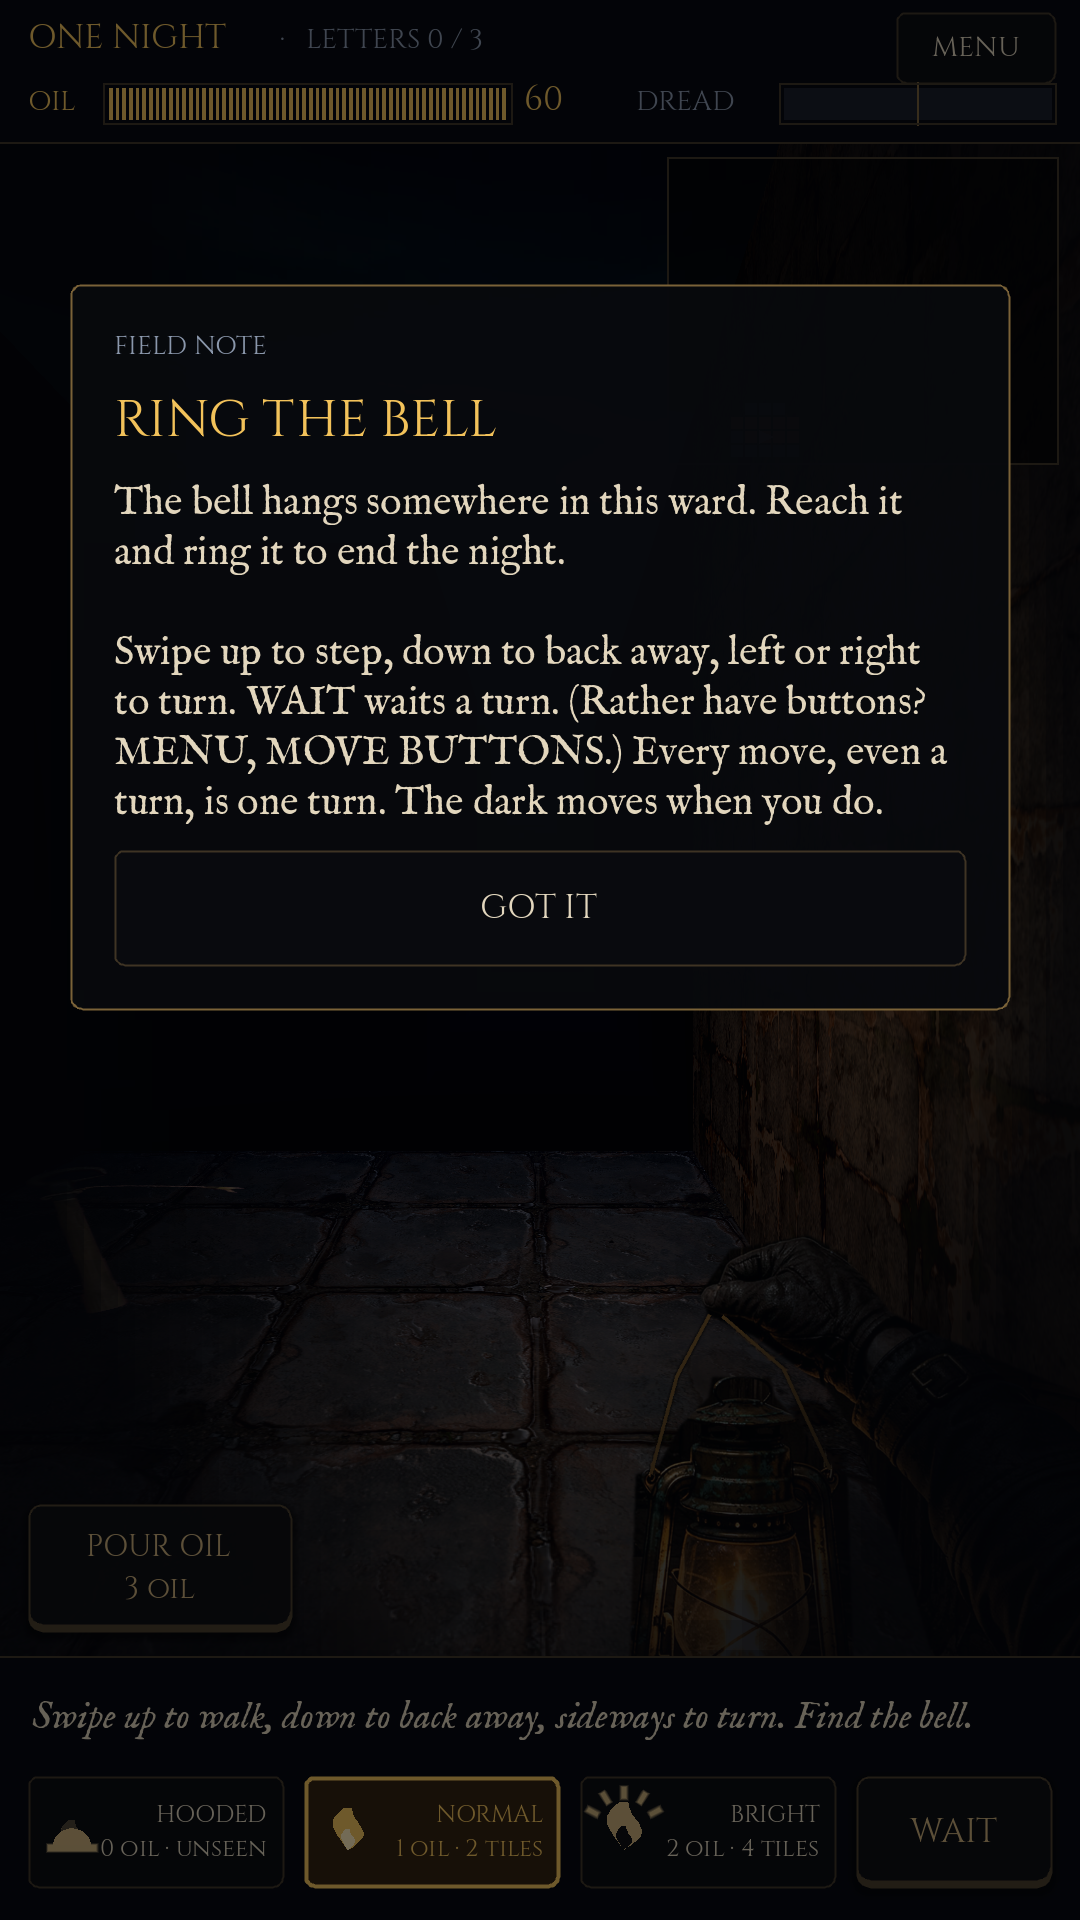 ONE NIGHT · LETTERS 0 / 3
MENU
OIL 60 DREAD
FIELD NOTE
RING THE BELL
The bell hangs somewhere in this ward. Reach it
and ring it to end the night.
Swipe up to step, down to back away, left or right
to turn. WAIT waits a turn. (Rather have buttons?
MENU, MOVE BUTTONS.) Every move, even a
turn, is one turn. The dark moves when you do.
GOT IT
POUR OIL
3 OIL
Swipe up to walk, down to back away, sideways to turn. Find the bell.
HOODED
0 OIL · UNSEEN
NORMAL
1 OIL · 2 TILES
BRIGHT
2 OIL · 4 TILES
WAIT